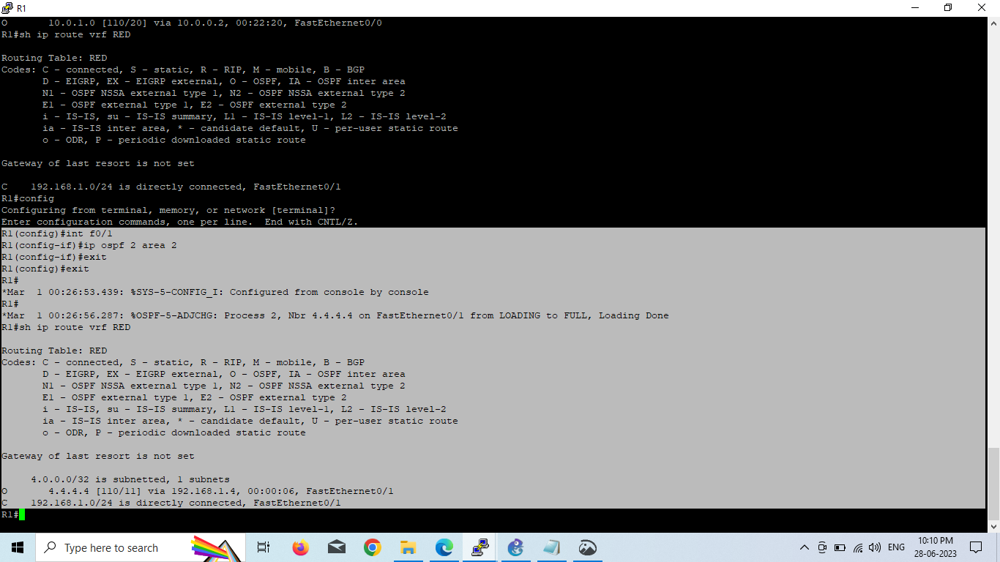 R1
O       10.0.1.0 [110/20] via 10.0.0.2, 00:22:20, FastEthernet0/0
R1#sh ip route vrf RED
Routing Table: RED
Codes: C - connected, S - static, R - RIP, M - mobile, B - BGP
       D - EIGRP, EX - EIGRP external, O - OSPF, IA - OSPF inter area
       N1 - OSPF NSSA external type 1, N2 - OSPF NSSA external type 2
       E1 - OSPF external type 1, E2 - OSPF external type 2
       i - IS-IS, su - IS-IS summary, L1 - IS-IS level-1, L2 - IS-IS level-2
       ia - IS-IS inter area, * - candidate default, U - per-user static route
       o - ODR, P - periodic downloaded static route
Gateway of last resort is not set
C    192.168.1.0/24 is directly connected, FastEthernet0/1
R1#config
Configuring from terminal, memory, or network [terminal]?
Enter configuration commands, one per line.  End with CNTL/Z.
R1(config)#int f0/1
R1(config-if)#ip ospf 2 area 2
R1(config-if)#exit
R1(config)#exit
R1#
*Mar  1 00:26:53.439: %SYS-5-CONFIG_I: Configured from console by console
R1#
*Mar  1 00:26:56.287: %OSPF-5-ADJCHG: Process 2, Nbr 4.4.4.4 on FastEthernet0/1 from LOADING to FULL, Loading Done
R1#sh ip route vrf RED
Routing Table: RED
Codes: C - connected, S - static, R - RIP, M - mobile, B - BGP
       D - EIGRP, EX - EIGRP external, O - OSPF, IA - OSPF inter area
       N1 - OSPF NSSA external type 1, N2 - OSPF NSSA external type 2
       E1 - OSPF external type 1, E2 - OSPF external type 2
       i - IS-IS, su - IS-IS summary, L1 - IS-IS level-1, L2 - IS-IS level-2
       ia - IS-IS inter area, * - candidate default, U - per-user static route
       o - ODR, P - periodic downloaded static route
Gateway of last resort is not set
     4.0.0.0/32 is subnetted, 1 subnets
O       4.4.4.4 [110/11] via 192.168.1.4, 00:00:06, FastEthernet0/1
C    192.168.1.0/24 is directly connected, FastEthernet0/1
R1#
Type here to search
ENG
10:10 PM
28-06-2023